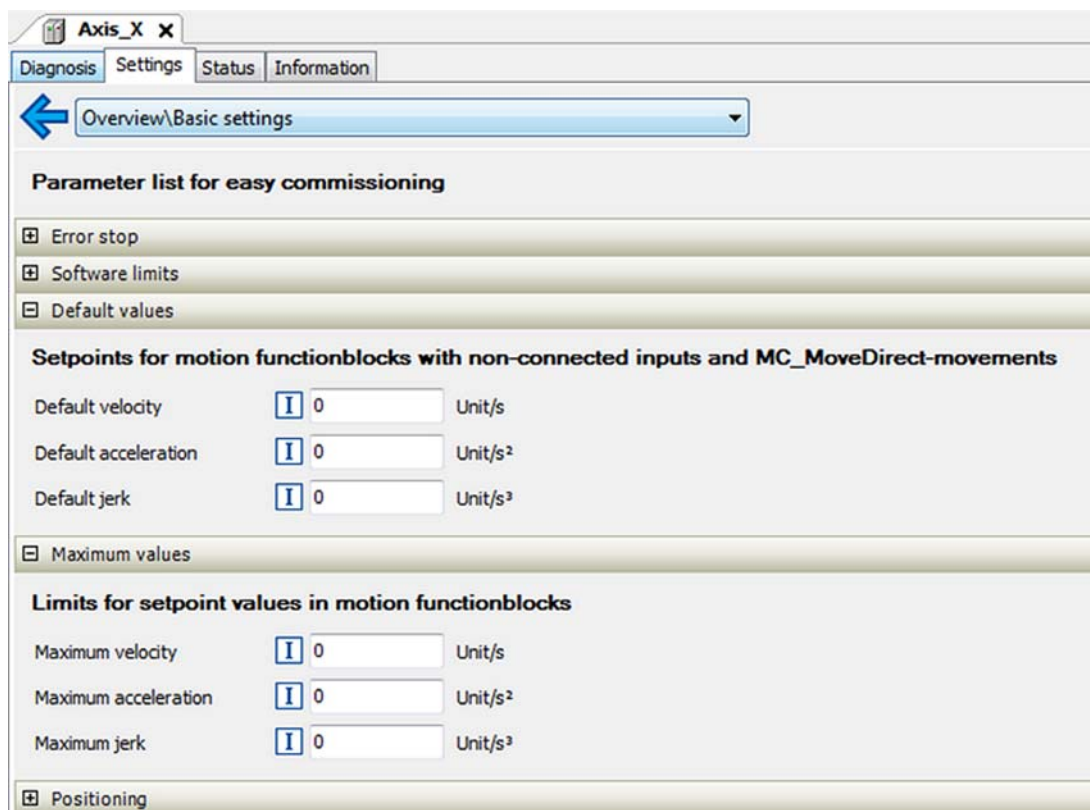 Axis_X
Diagnosis Settings Status Information
Overview\Basic settings
Parameter list for easy commissioning
Error stop
Software limits
Default values
Setpoints for motion functionblocks with non-connected inputs and MC_MoveDirect-movements
Default velocity I 0 Unit/s
Default acceleration I 0 Unit/s²
Default jerk I 0 Unit/s³
Maximum values
Limits for setpoint values in motion functionblocks
Maximum velocity I 0 Unit/s
Maximum acceleration I 0 Unit/s²
Maximum jerk I 0 Unit/s³
Positioning